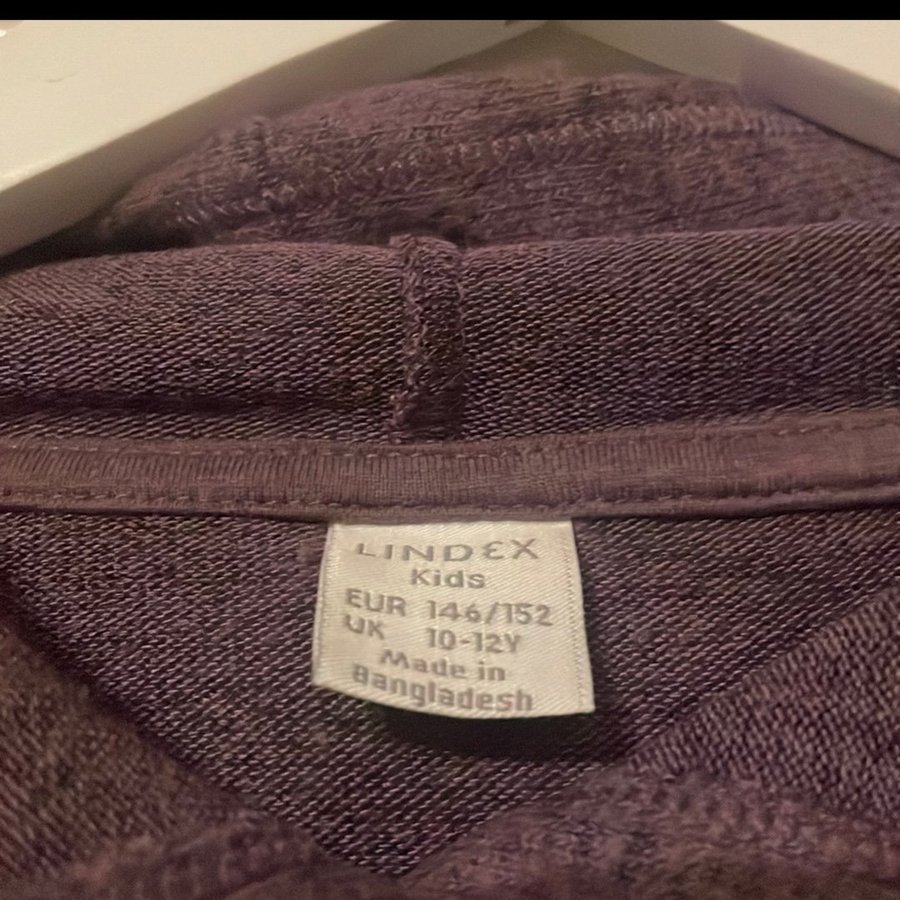 LINDEX
Kids
EUR 146/152
UK 10-12Y
Made in
Bangladesh